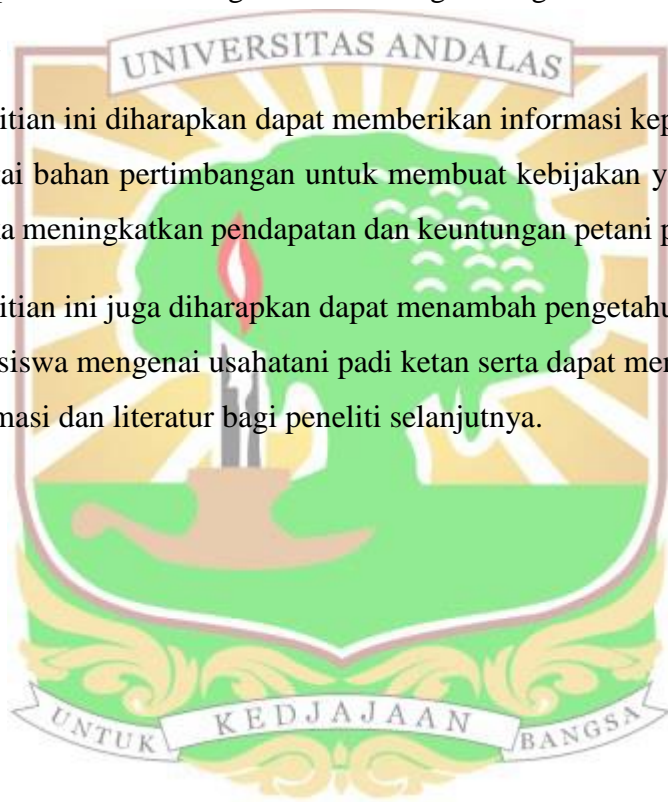 UNIVERSITAS ANDALAS
itian ini diharapkan dapat memberikan informasi kep
ai bahan pertimbangan untuk membuat kebijakan y
a meningkatkan pendapatan dan keuntungan petani p
itian ini juga diharapkan dapat menambah pengetahu
siswa mengenai usahatani padi ketan serta dapat men
masi dan literatur bagi peneliti selanjutnya.
UNTUK KEDJAJAAN BANGSA